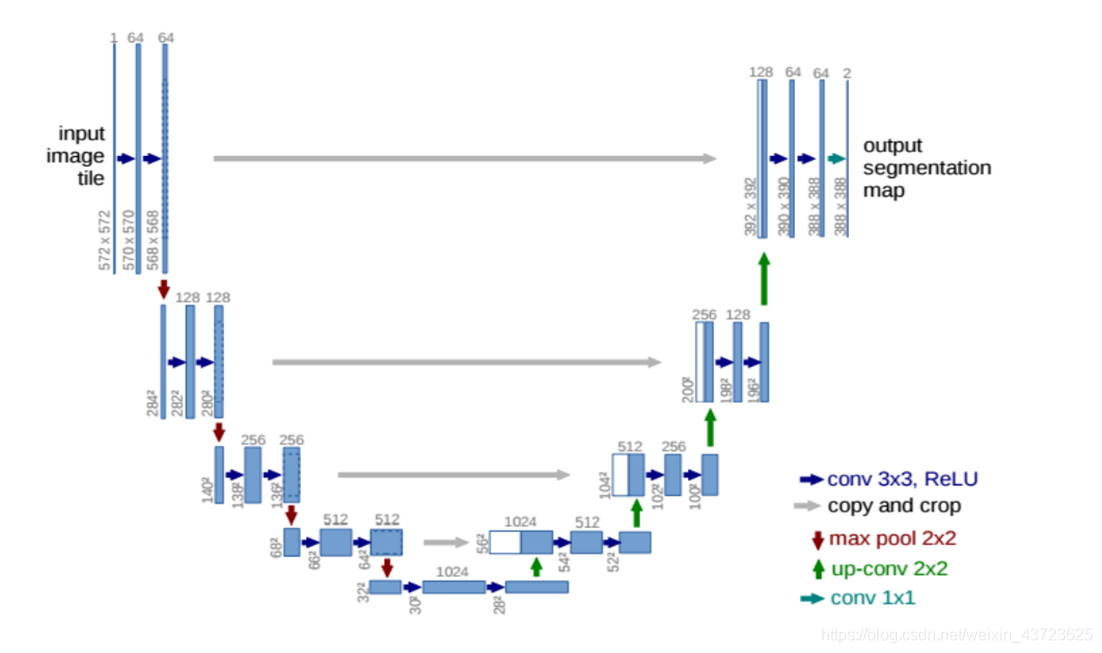 1 64 64
128 64 64 2
input
image
tile
output
segmentation
map
572 x 572
570 x 570
568 x 568
392 x 392
390 x 390
388 x 388
388 x 388
128 128
256 128
284²
282²
280²
200²
198²
196²
256 256
512 256
140²
138²
136²
104²
102²
100²
512 512
1024 512
68²
66²
64²
56²
54²
52²
1024
32²
30²
28²
conv 3x3, ReLU
copy and crop
max pool 2x2
up-conv 2x2
conv 1x1
https://blog.csdn.net/weixin_43723625